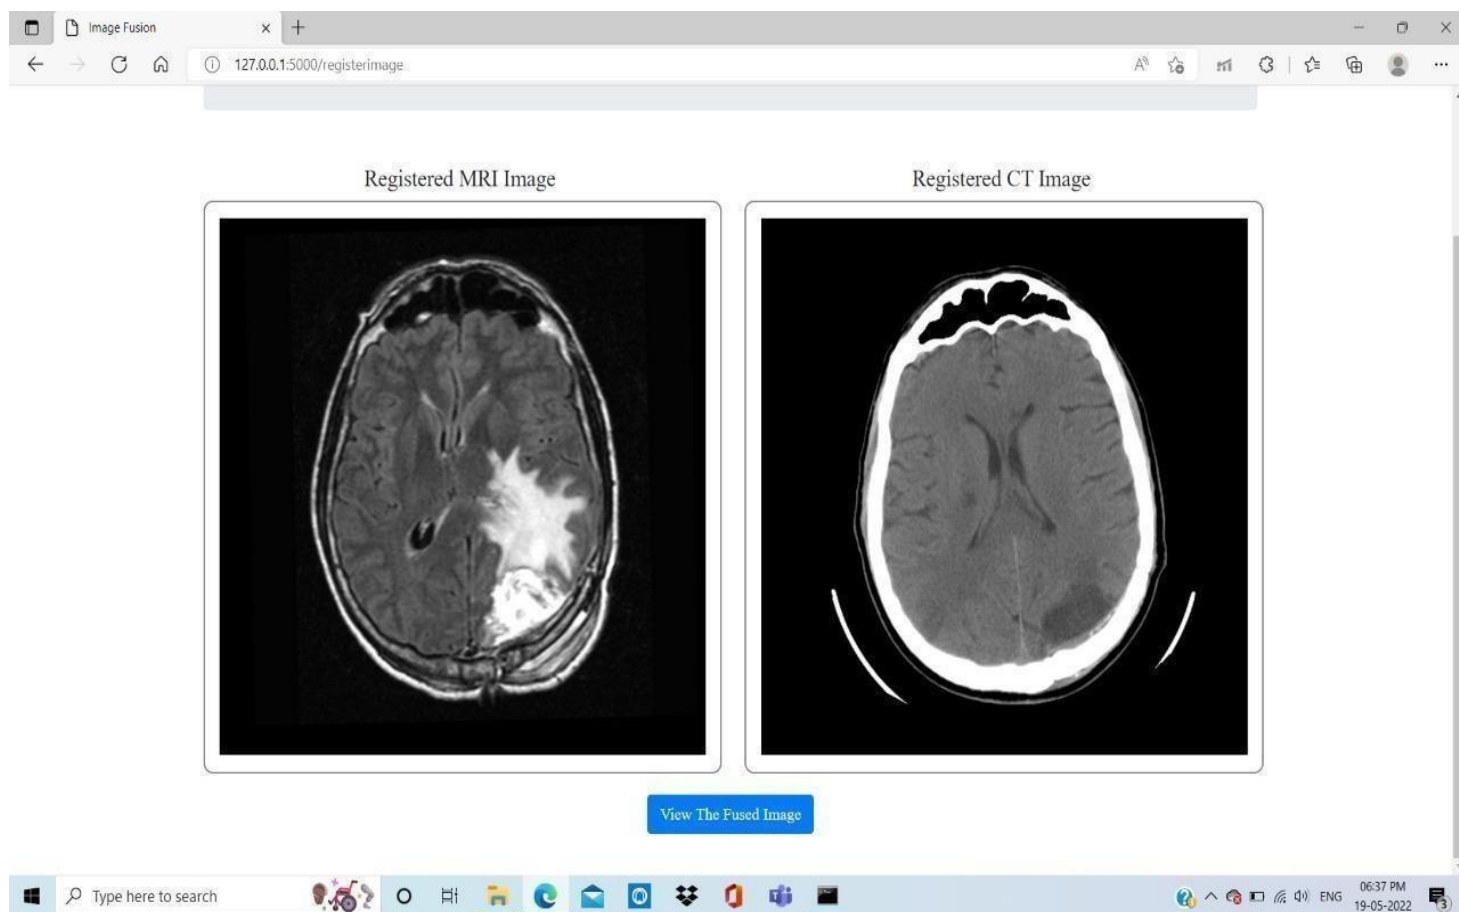 Image Fusion
127.0.0.1:5000/registerimage
Registered MRI Image
Registered CT Image
View The Fused Image
Type here to search
ENG
06:37 PM
19-05-2022
3